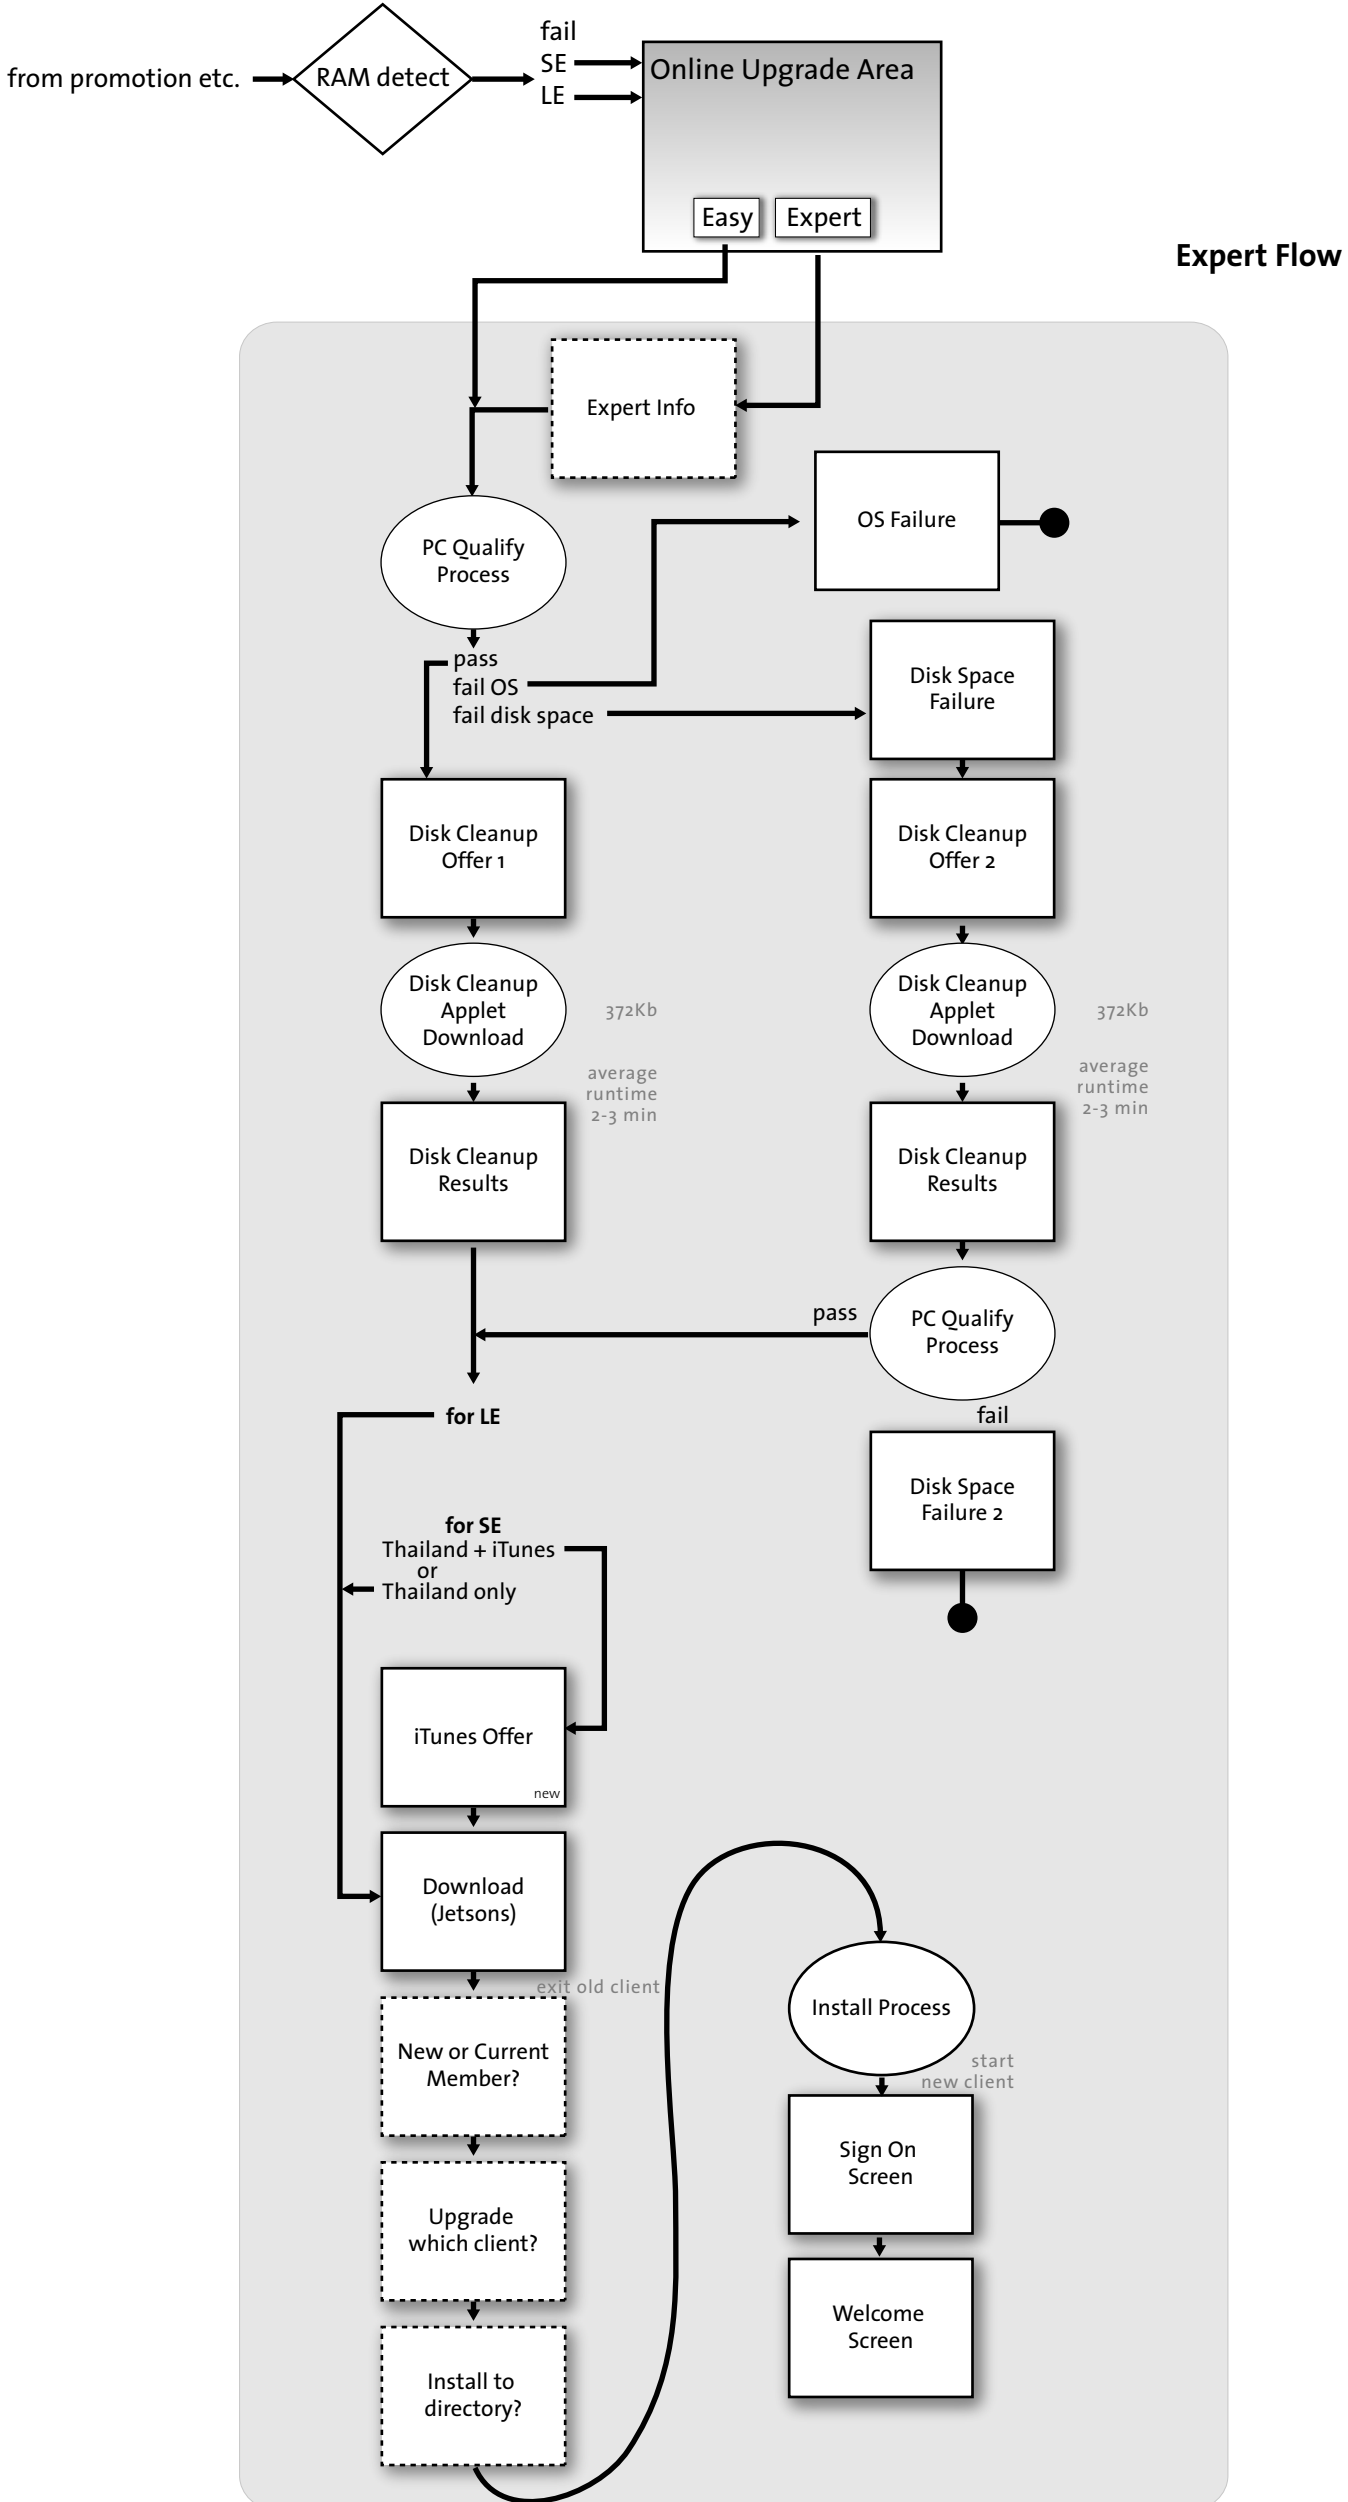 fail
from promotion etc.
RAM detect
SE
LE
Online Upgrade Area
Easy
Expert
Expert Flow
Expert Info
OS Failure
PC Qualify
Process
pass
fail OS
fail disk space
Disk Space
Failure
Disk Cleanup
Offer 1
Disk Cleanup
Offer 2
Disk Cleanup
Applet
Download
372Kb
Disk Cleanup
Applet
Download
372Kb
average
runtime
2-3 min
average
runtime
2-3 min
Disk Cleanup
Results
Disk Cleanup
Results
pass
PC Qualify
Process
fail
for LE
Disk Space
Failure 2
for SE
Thailand + iTunes
or
Thailand only
iTunes Offer
new
Download
(Jetsons)
exit old client
Install Process
New or Current
Member?
start
new client
Sign On
Screen
Upgrade
which client?
Welcome
Screen
Install to
directory?